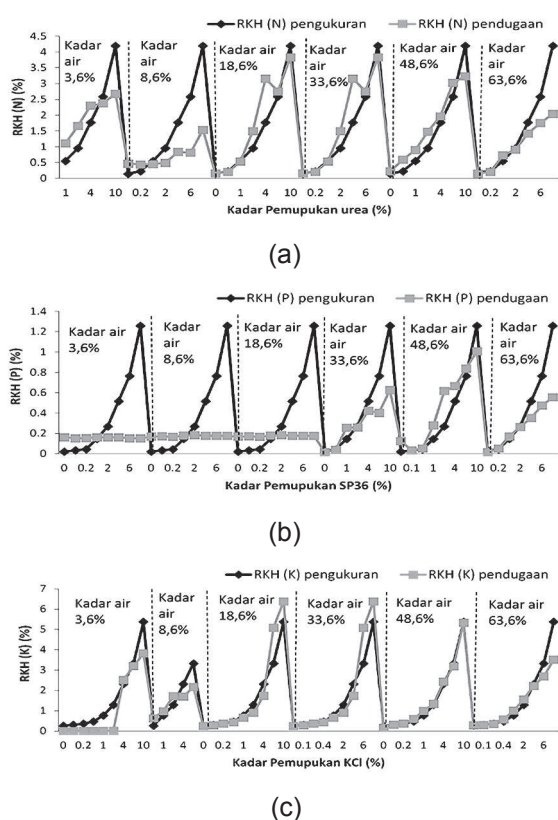 RKH (N) pengukuran RKH (N) pendugaan
RKH (N) (%)
4.5
4
3.5
3
2.5
2
1.5
1
0.5
0
Kadar air 3,6%
Kadar air 8,6%
Kadar air 18,6%
Kadar air 33,6%
Kadar air 48,6%
Kadar air 63,6%
1 4 10 0.2 2 6 0 1 4 10 0.2 2 6 0 1 4 10 0.2 2 6
Kadar Pemupukan urea (%)
(a)
RKH (P) pengukuran RKH (P) pendugaan
RKH (P) (%)
1.4
1.2
1
0.8
0.6
0.4
0.2
0
Kadar air 3,6%
Kadar air 8,6%
Kadar air 18,6%
Kadar air 33,6%
Kadar air 48,6%
Kadar air 63,6%
0 0.2 2 6 0 0.2 2 6 0 0.2 2 6 0 1 4 10 0.1 1 4 10 0.2 2 6
Kadar Pemupukan SP36 (%)
(b)
RKH (K) pengukuran RKH (K) pendugaan
RKH (K) (%)
7
6
5
4
3
2
1
0
Kadar air 3,6%
Kadar air 8,6%
Kadar air 18,6%
Kadar air 33,6%
Kadar air 48,6%
Kadar air 63,6%
0 0.2 1 4 10 1 4 0 0.2 1 4 10 0.1 0.4 2 6 0 0.2 1 4 10 0.1 0.4 2 6
Kadar Pemupukan KCl (%)
(c)